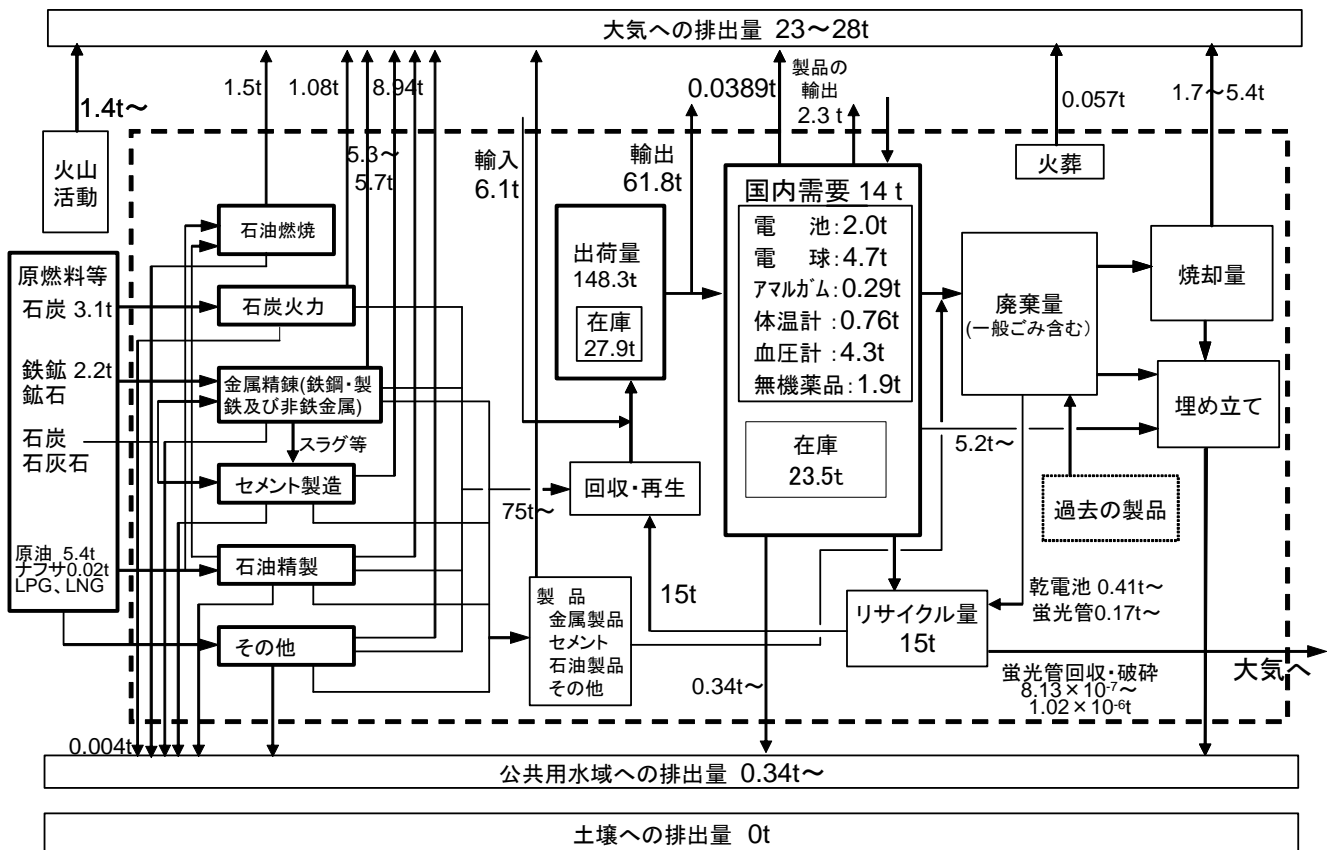 大気への排出量 23～28t
1.4t～
1.5t
1.08t
8.94t
5.3～
5.7t
0.0389t
製品の
輸出
2.3 t
0.057t
1.7～5.4t
火山
活動
輸入
6.1t
輸出
61.8t
火葬
石油燃焼
原燃料等
石炭 3.1t
鉄鉱 2.2t
鉱石
石炭
石灰石
原油 5.4t
ナフサ0.02t
LPG、LNG
石炭火力
金属精錬(鉄鋼・製
鉄及び非鉄金属)
スラグ等
セメント製造
石油精製
その他
出荷量
148.3t
在庫
27.9t
回収・再生
75t～
15t
製 品
金属製品
セメント
石油製品
その他
国内需要 14 t
電 池:2.0t
電 球:4.7t
アマルガム:0.29t
体温計:0.76t
血圧計:4.3t
無機薬品:1.9t
在庫
23.5t
廃棄量
(一般ごみ含む)
焼却量
埋め立て
5.2t～
過去の製品
乾電池 0.41t～
蛍光管0.17t～
リサイクル量
15t
大気へ
蛍光管回収・破砕
8.13×10⁻⁷～
1.02×10⁻⁶t
0.34t～
0.004t
公共用水域への排出量 0.34t～
土壌への排出量 0t